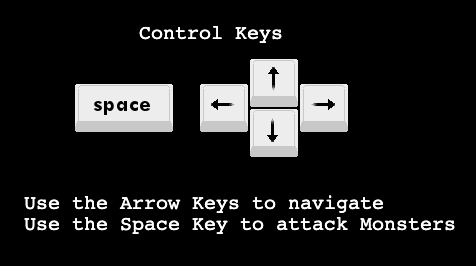 Control Keys
space
Use the Arrow Keys to navigate
Use the Space Key to attack Monsters